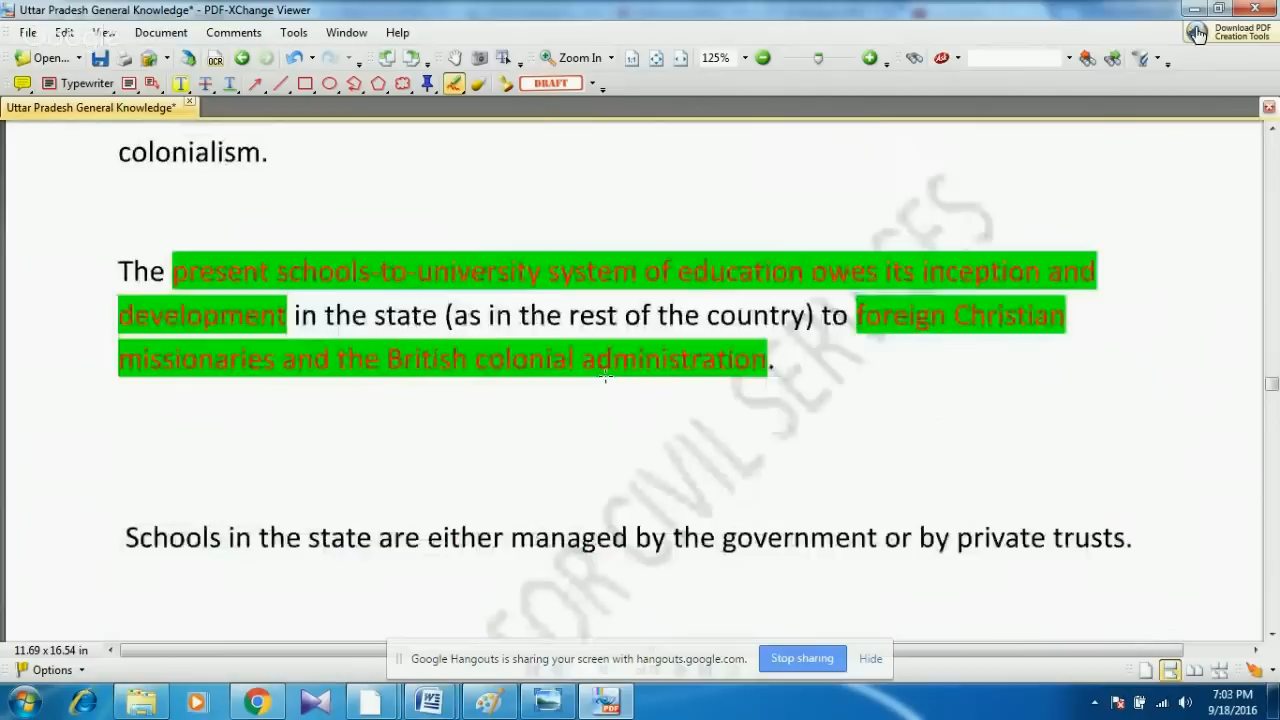 Uttar Pradesh General Knowledge* - PDF-XChange Viewer
File Edit Document Comments Tools Window Help
Download PDF
Creation Tools
Open... OCR Zoom In 125%
Typewriter DRAFT
Uttar Pradesh General Knowledge*
colonialism.
The present schools-to-university system of education owes its inception and
development in the state (as in the rest of the country) to foreign Christian
missionaries and the British colonial administration.
Schools in the state are either managed by the government or by private trusts.
FOR CIVIL SERVICES
11.69 x 16.54 in
Google Hangouts is sharing your screen with hangouts.google.com. Stop sharing Hide
Options
7:03 PM
9/18/2016